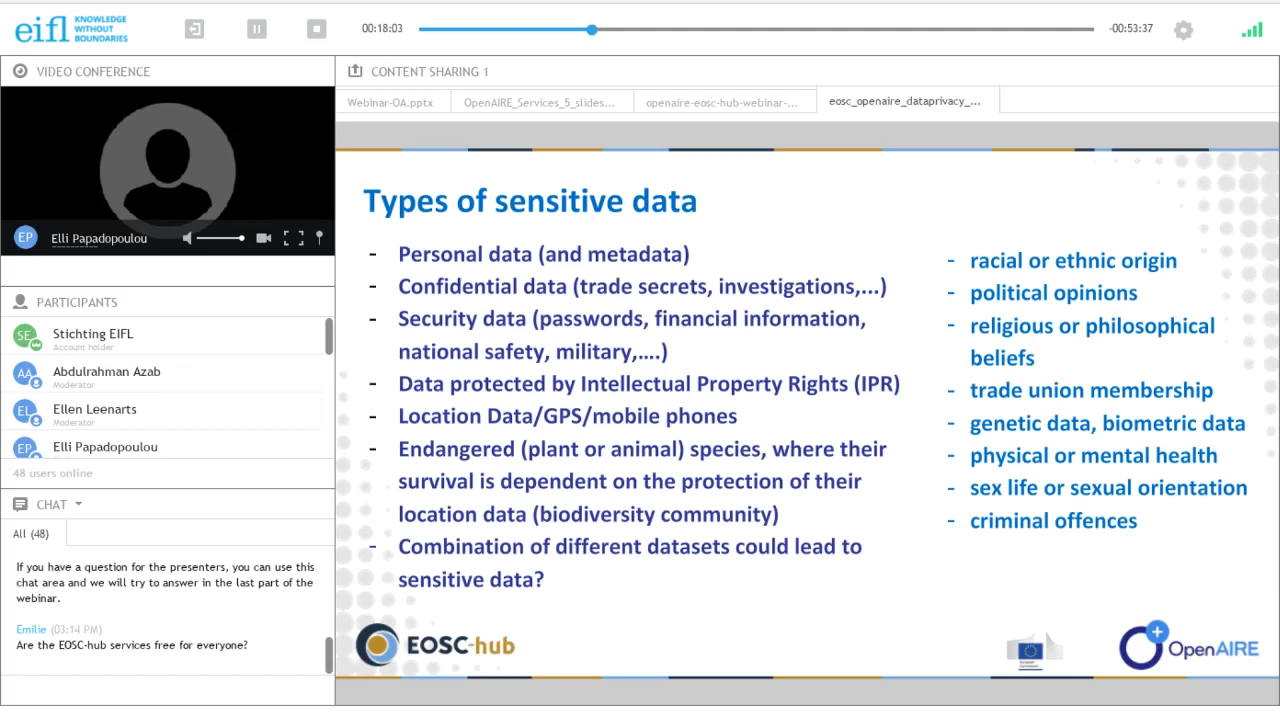 eifl KNOWLEDGE
WITHOUT
BOUNDARIES
00:18:03
-00:53:37
VIDEO CONFERENCE
EP Elli Papadopoulou
PARTICIPANTS
SE Stichting EIFL
Account holder
AA Abdulrahman Azab
Moderator
EL Ellen Leenarts
Moderator
EP Elli Papadopoulou
48 users online
CHAT
All (48)
If you have a question for the presenters, you can use this
chat area and we will try to answer in the last part of the
webinar.
Emilie (03:14 PM)
Are the EOSC-hub services free for everyone?
CONTENT SHARING 1
Webinar-OA.pptx
OpenAIRE_Services_5_slides...
openaire-eosc-hub-webinar-...
eosc_openaire_dataprivacy_...
Types of sensitive data
- Personal data (and metadata)
- Confidential data (trade secrets, investigations,...)
- Security data (passwords, financial information,
national safety, military,....)
- Data protected by Intellectual Property Rights (IPR)
- Location Data/GPS/mobile phones
- Endangered (plant or animal) species, where their
survival is dependent on the protection of their
location data (biodiversity community)
- Combination of different datasets could lead to
sensitive data?
- racial or ethnic origin
- political opinions
- religious or philosophical
beliefs
- trade union membership
- genetic data, biometric data
- physical or mental health
- sex life or sexual orientation
- criminal offences
EOSC-hub
OpenAIRE